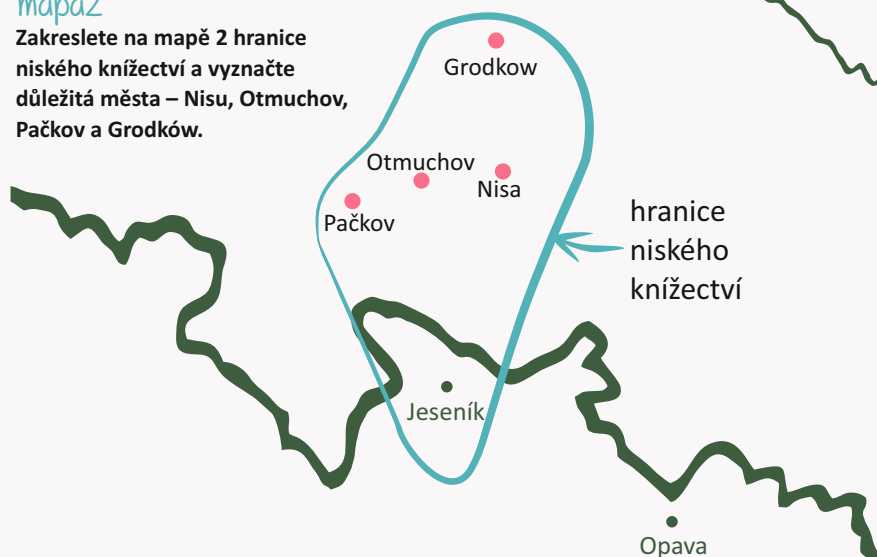 mapa2
Zakreslete na mapě 2 hranice
niského knížectví a vyznačte
důležitá města – Nisu, Otmuchov,
Pačkov a Grodków.
Grodkow
Otmuchov
Nisa
Pačkov
hranice
niského
knížectví
Jeseník
Opava